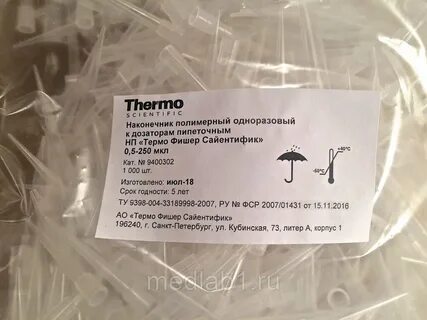 Thermo
SCIENTIFIC
Наконечник полимерный одноразовый
к дозаторам пипеточным
НП «Термо Фишер Сайентифик»
0,5-250 мкл
Кат. № 9400302
1 000 шт.
+60°C
-50°C
Изготовлено: июл-18
Срок годности: 5 лет
ТУ 9398-004-33189998-2007, РУ № ФСР 2007/01431 от 15.11.2016
АО «Термо Фишер Сайентифик»
196240, г. Санкт-Петербург, ул. Кубинская, 73, литер А, корпус 1
medlab1.ru